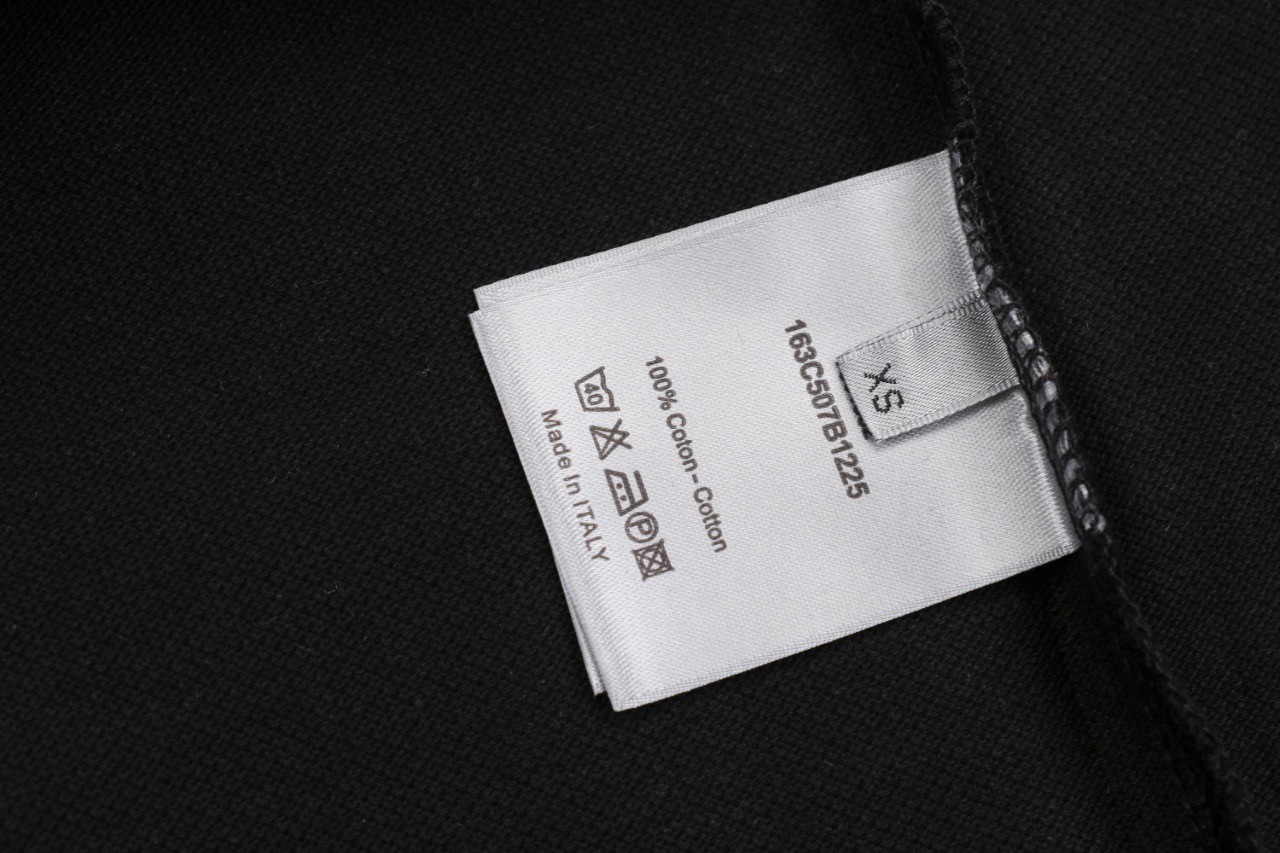 XS
163C507B1225
100% Coton - Cotton
40 P
Made In ITALY